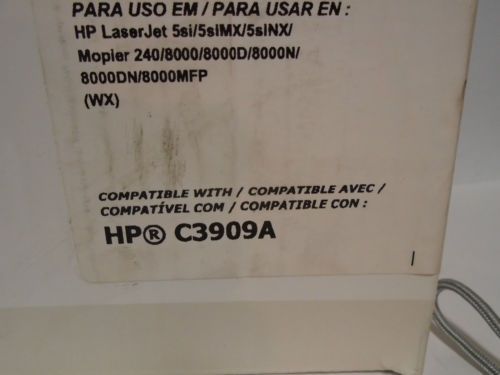 PARA USO EM / PARA USAR EN :
HP LaserJet 5si/5siMX/5siNX/
Mopier 240/8000/8000D/8000N/
8000DN/8000MFP
(WX)
COMPATIBLE WITH / COMPATIBLE AVEC /
COMPATÍVEL COM / COMPATIBLE CON :
HP® C3909A